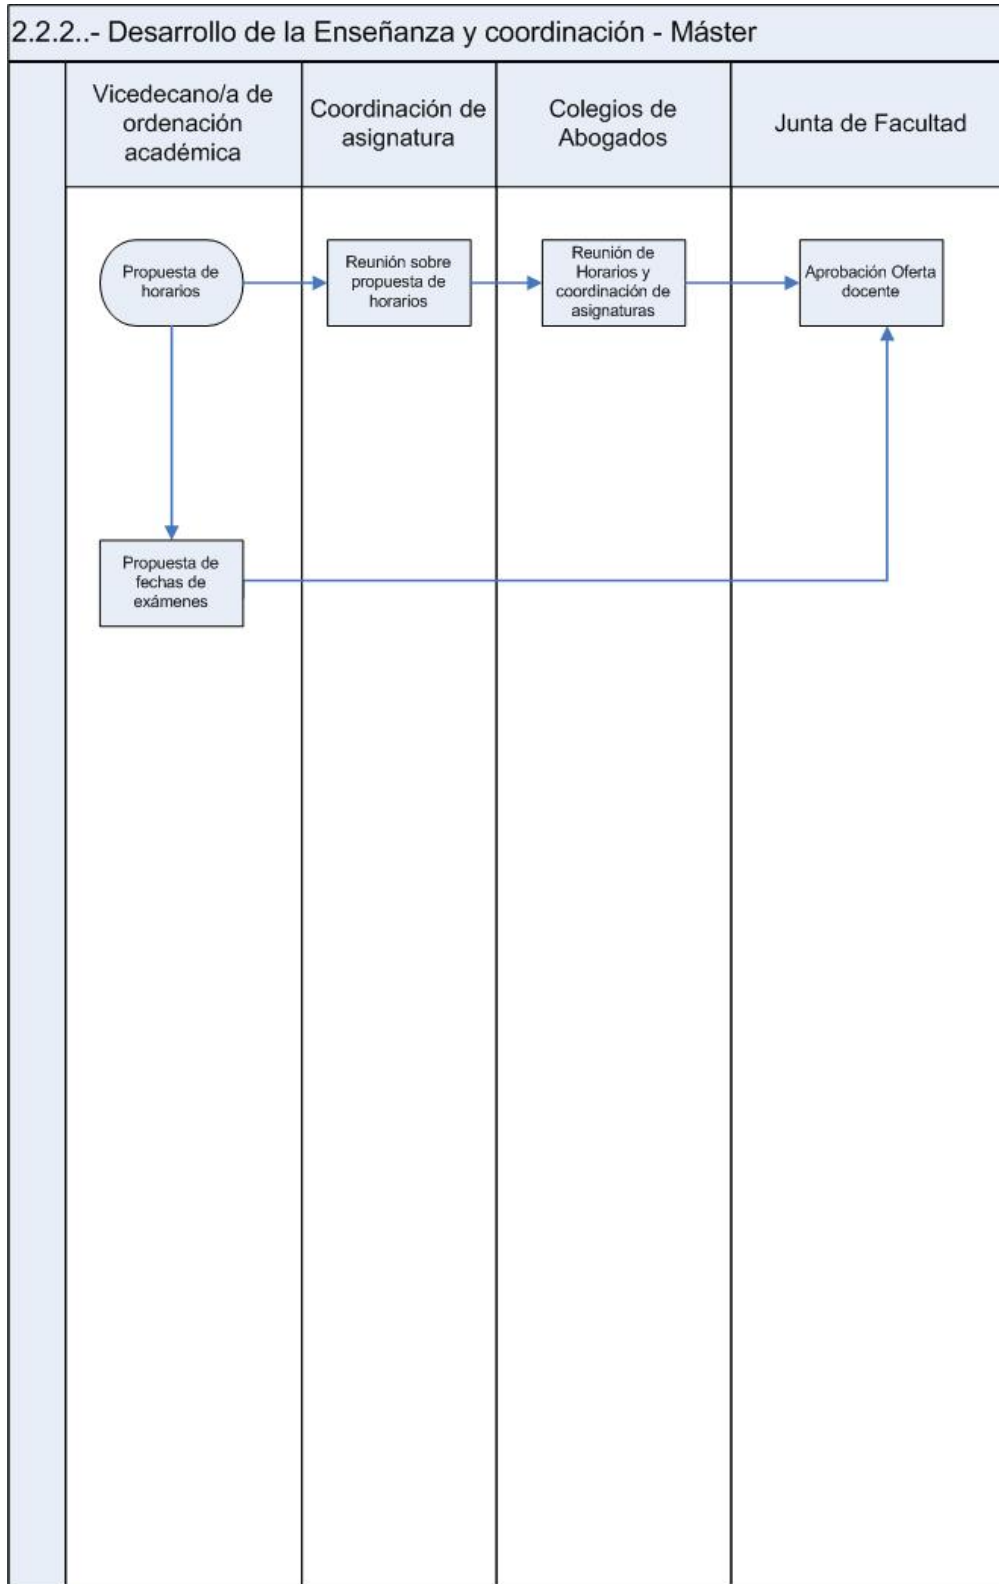 2.2.2..- Desarrollo de la Enseñanza y coordinación - Máster
Vicedecano/a de
ordenación
académica
Coordinación de
asignatura
Colegios de
Abogados
Junta de Facultad
Propuesta de
horarios
Reunión sobre
propuesta de
horarios
Reunión de
Horarios y
coordinación de
asignaturas
Aprobación Oferta
docente
Propuesta de
fechas de
exámenes